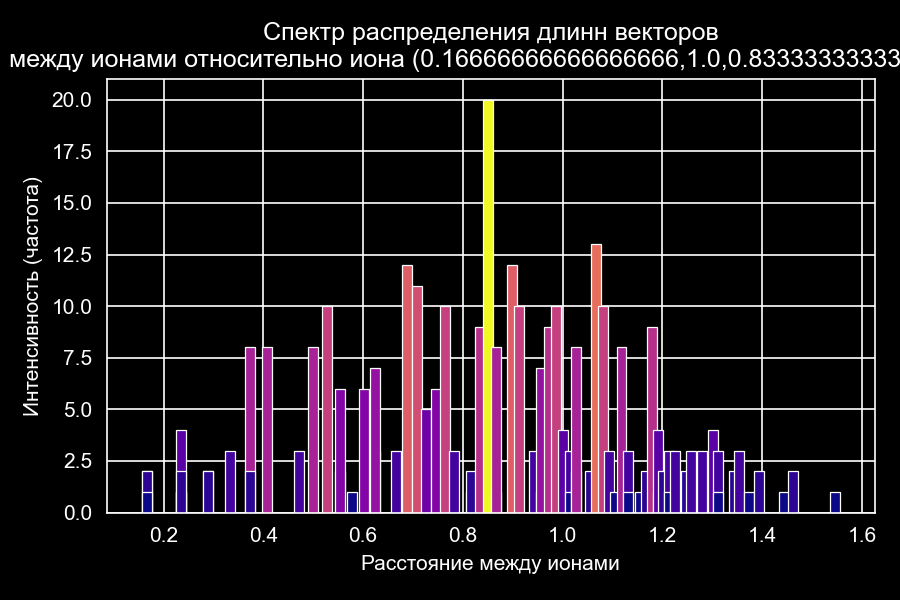 Спектр распределения длинн векторов
между ионами относительно иона (0.16666666666666666,1.0,0.83333333333
Интенсивность (частота)
20.0
17.5
15.0
12.5
10.0
7.5
5.0
2.5
0.0
0.2 0.4 0.6 0.8 1.0 1.2 1.4 1.6
Расстояние между ионами